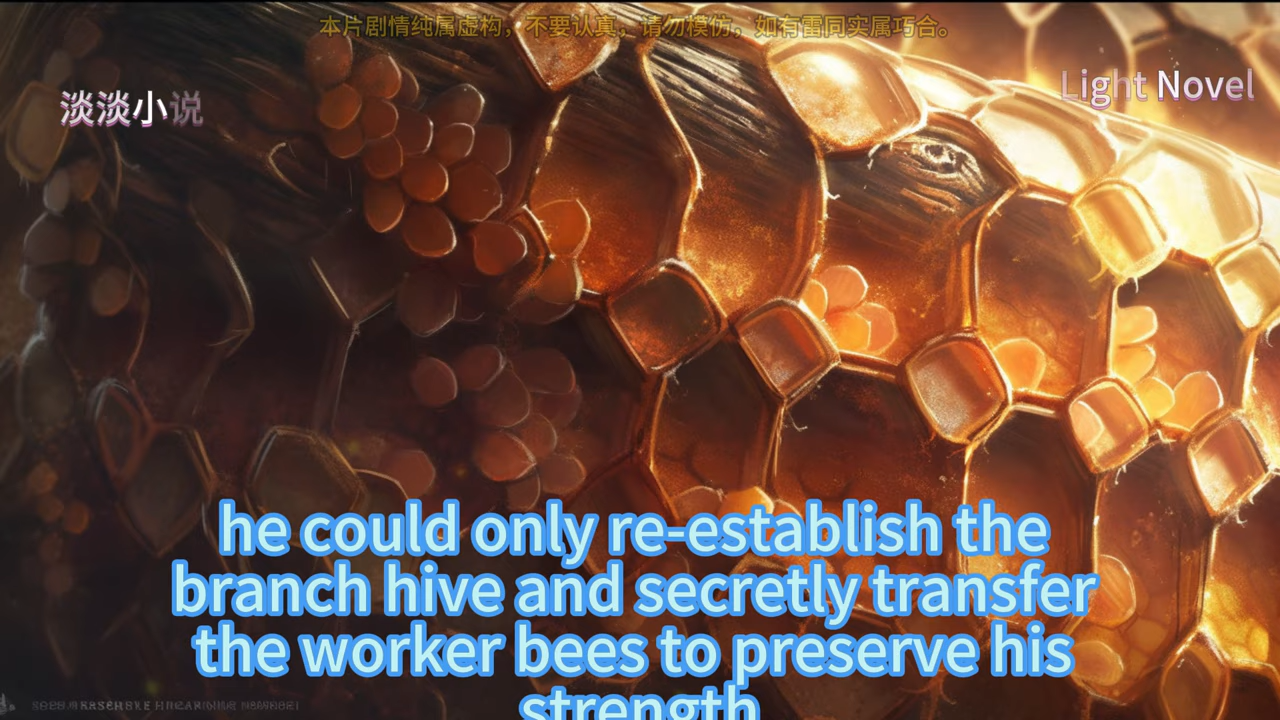 本片剧情纯属虚构，不要认真，请勿模仿，如有雷同实属巧合。
淡淡小说
Light Novel
he could only re-establish the
branch hive and secretly transfer
the worker bees to preserve his
strength